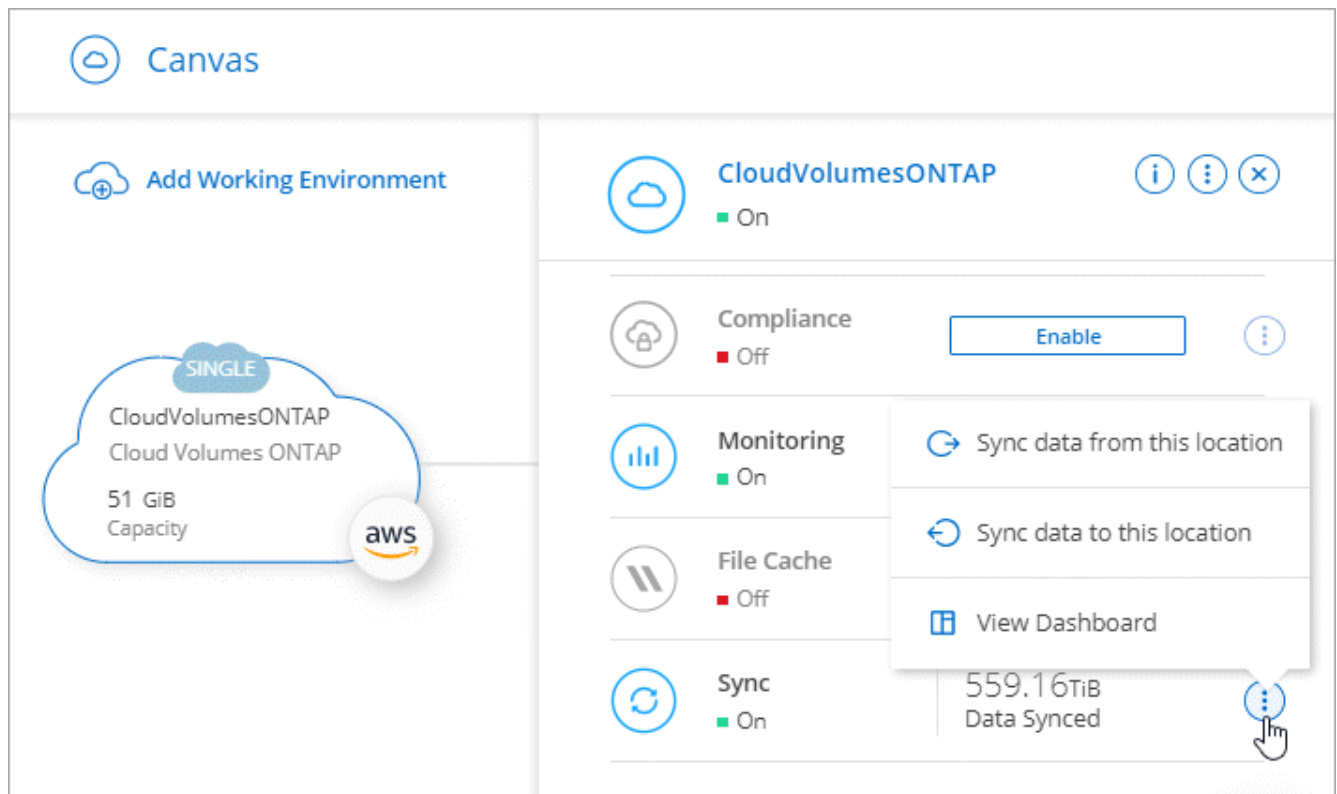 Canvas
Add Working Environment
SINGLE
CloudVolumesONTAP
Cloud Volumes ONTAP
51 GiB
Capacity
aws
CloudVolumesONTAP
On
Compliance
Off
Enable
Monitoring
On
File Cache
Off
Sync
On
559.16TiB
Data Synced
Sync data from this location
Sync data to this location
View Dashboard